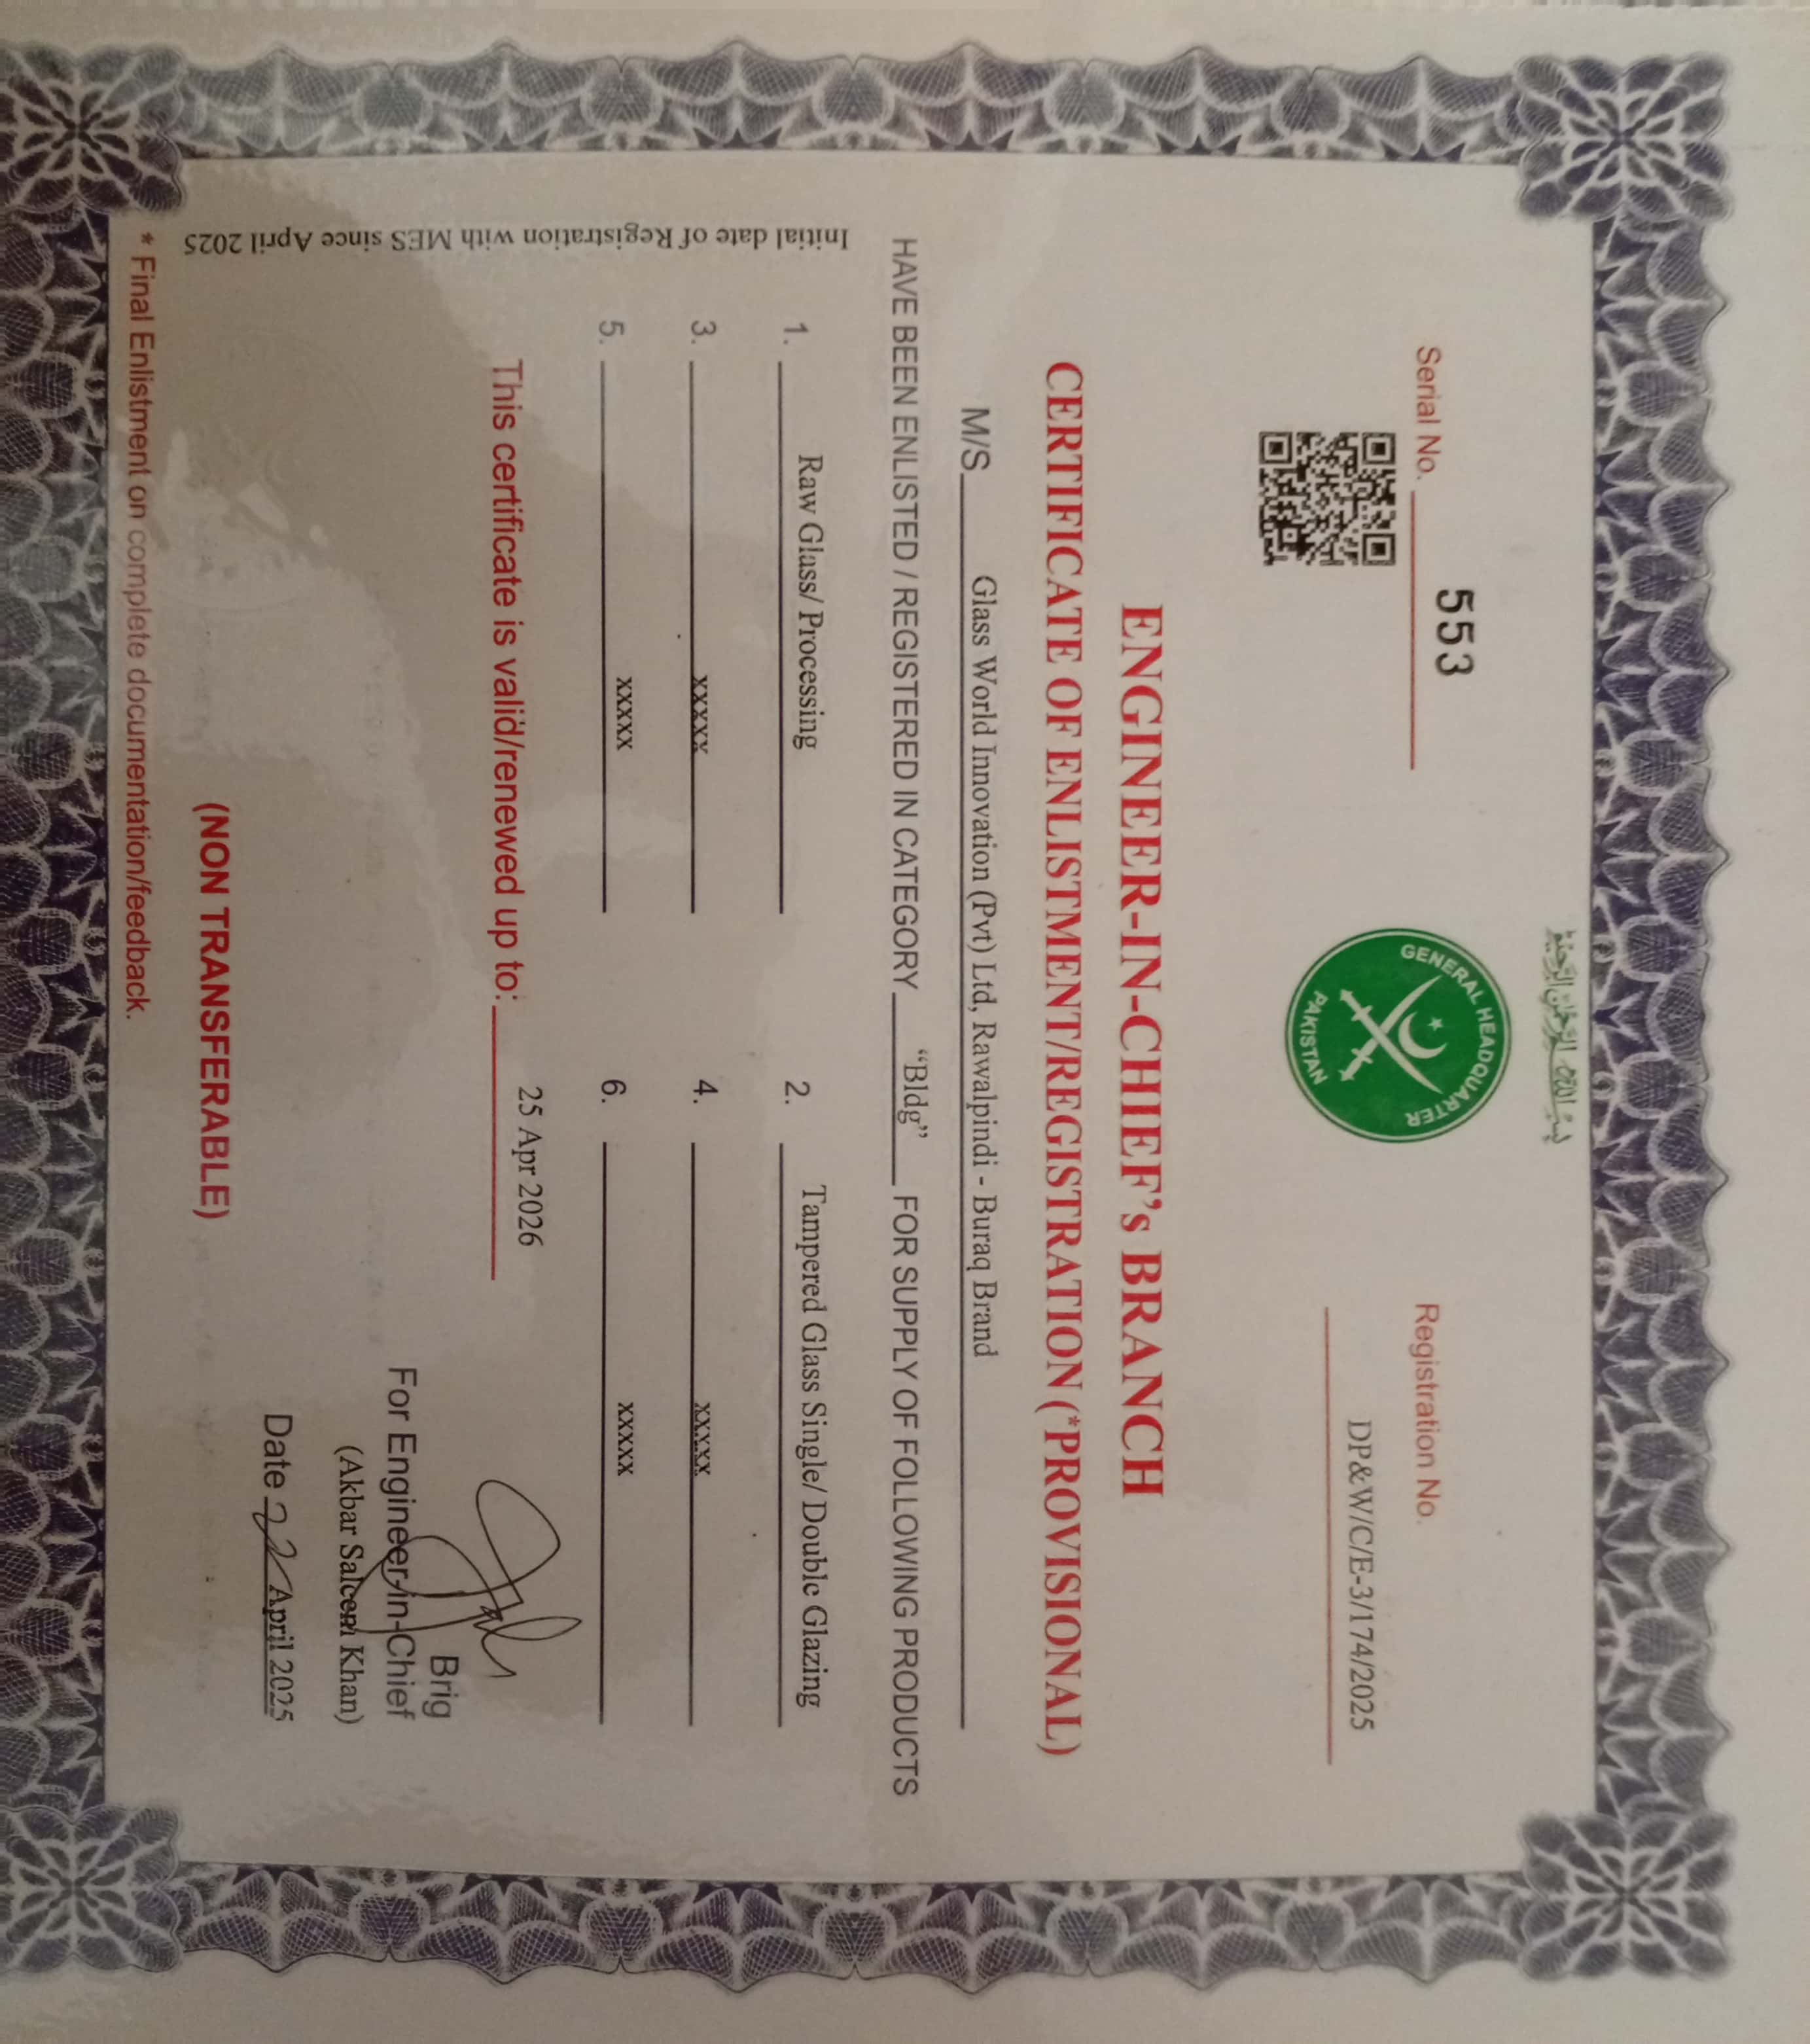 بسم الله الرحمن الرحيم
Serial No. 553
Registration No.
DP&W/C/E-3/174/2025
GENERAL HEADQUARTER
PAKISTAN
ENGINEER-IN-CHIEF's BRANCH
CERTIFICATE OF ENLISTMENT/REGISTRATION (*PROVISIONAL)
M/S Glass World Innovation (Pvt) Ltd, Rawalpindi - Buraq Brand
HAVE BEEN ENLISTED / REGISTERED IN CATEGORY "Bldg" FOR SUPPLY OF FOLLOWING PRODUCTS
1. Raw Glass/ Processing 2. Tampered Glass Single/ Double Glazing
3. xxxxx 4. xxxxx
5. xxxxx 6. xxxxx
This certificate is valid/renewed up to: 25 Apr 2026
Brig
For Engineer-in-Chief
(Akbar Saleem Khan)
Date 22 April 2025
(NON TRANSFERABLE)
* Final Enlistment on complete documentation/feedback.
Initial date of Registration with MES since April 2025